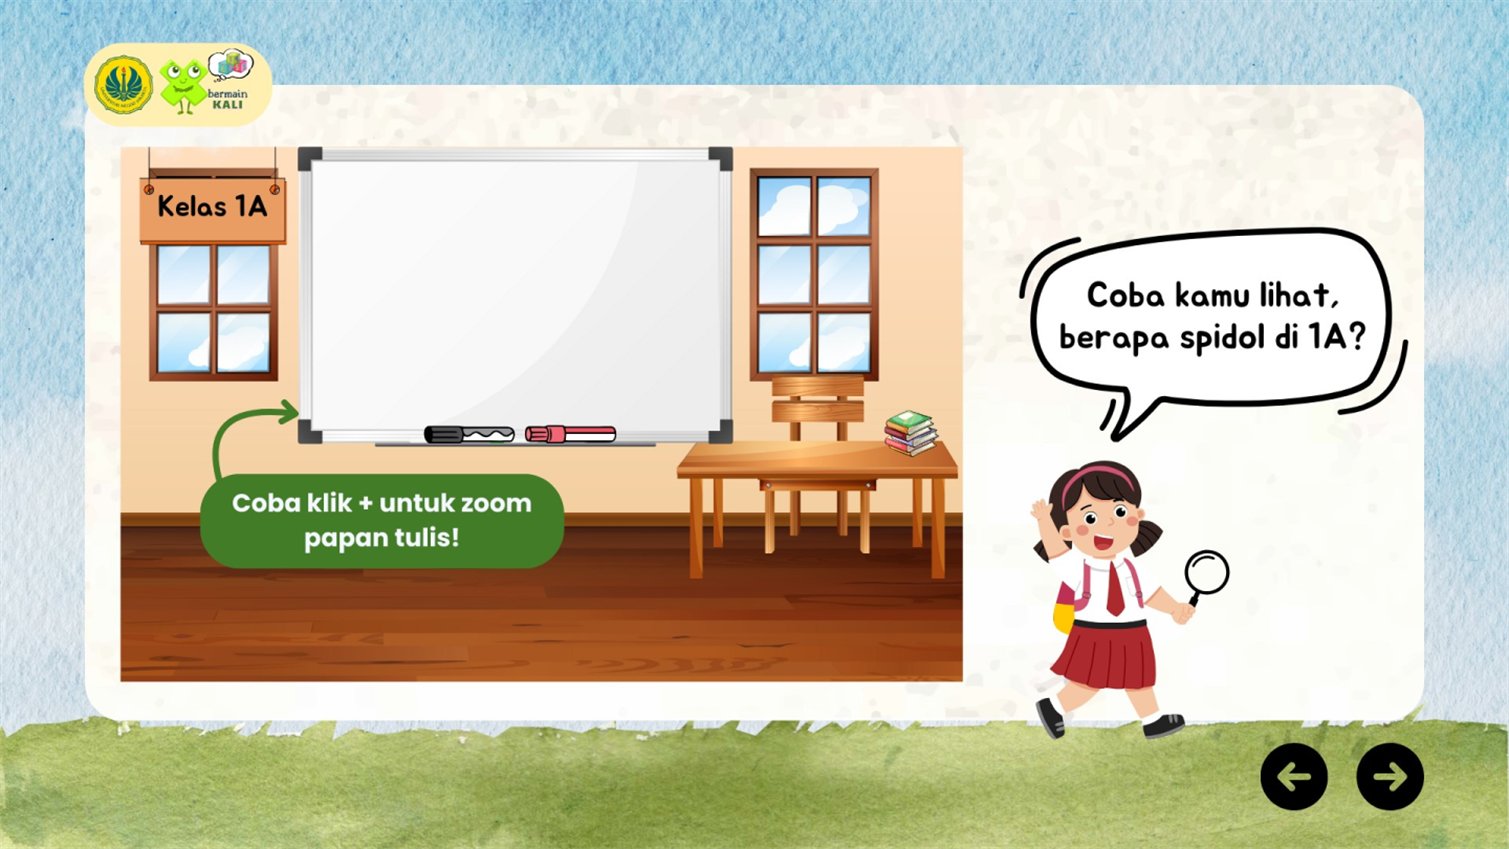 bermain
KALI
Kelas 1A
Coba kamu lihat,
berapa spidol di 1A?
Coba klik + untuk zoom
papan tulis!